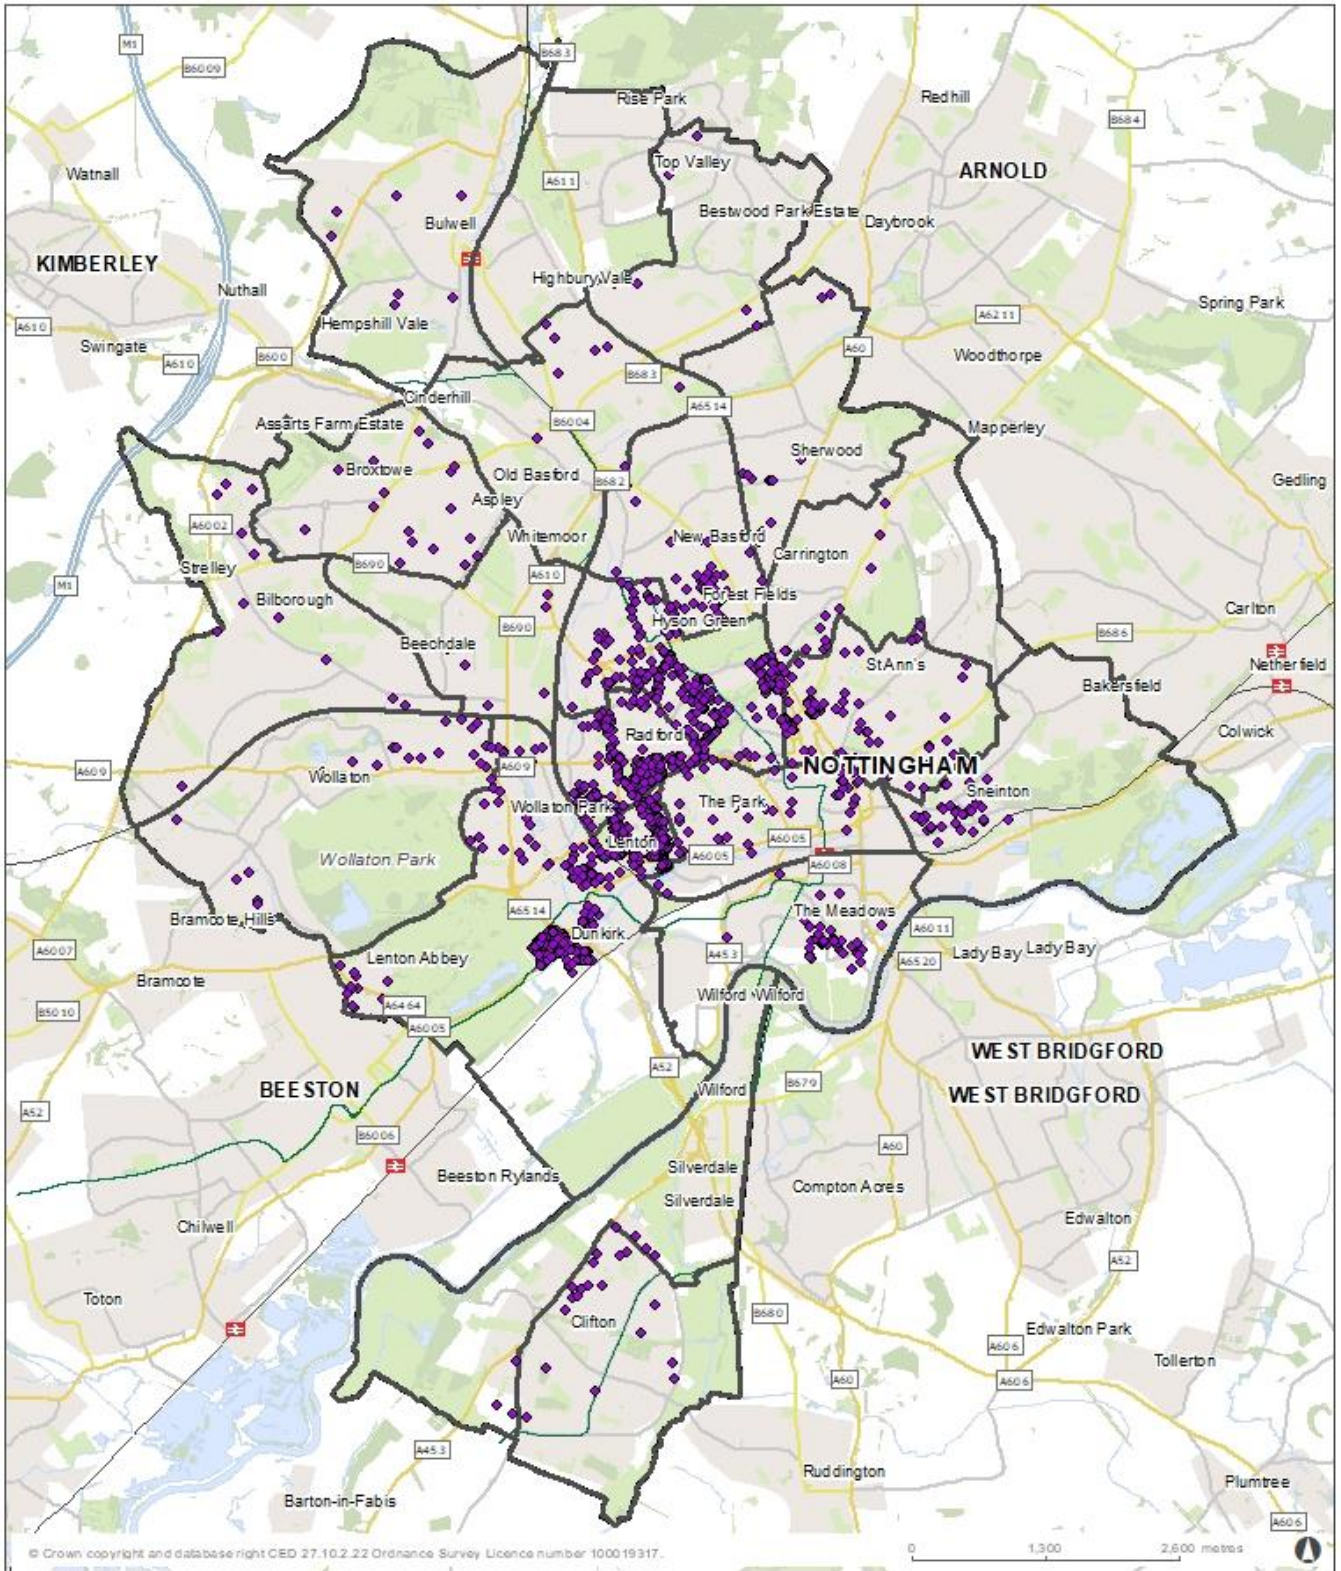 B683
M1
B6009
Rise Park
Redhill
B684
Top Valley
ARNOLD
Watnall
A611
Bestwood Park Estate
Daybrook
Bulwell
KIMBERLEY
Highbury Vale
Nuthall
Spring Park
A610
Hempshill Vale
A6211
Swingate
A610
B600
A60
Woodthorpe
B683
Cinderhill
A6514
Assarts Farm Estate
B6004
Mapperley
Sherwood
Broxtowe
Old Basford
B682
Gedling
Aspley
A6002
Whitemoor
New Basford
Carrington
Strelley
B690
A610
M1
Bilborough
Forest Fields
Carlton
Hyson Green
B690
B686
Beechdale
St Ann's
Netherfield
Bakersfield
Radford
Colwick
A609
A609
NOTTINGHAM
Wollaton
Sneinton
Wollaton Park
The Park
A6005
Lenton
A6005
Wollaton Park
A6008
A6514
The Meadows
Bramcote Hills
A6011
Dunkirk
A6007
A453
Lady Bay Lady Bay
Lenton Abbey
A6520
Bramcote
Wilford Wilford
A6464
B5010
A6005
WEST BRIDGFORD
A52
BEESTON
Wilford
B679
WEST BRIDGFORD
A52
B6006
A60
Silverdale
Beeston Rylands
Compton Acres
Silverdale
Chilwell
Edwalton
A52
Toton
B680
Clifton
Edwalton Park
A606
Tollerton
A60
A606
A453
Ruddington
Plumtree
Barton-in-Fabis
A606
© Crown copyright and database right CED 27.10.2.22 Ordnance Survey Licence number 100019317.
0 1,300 2,600 metres